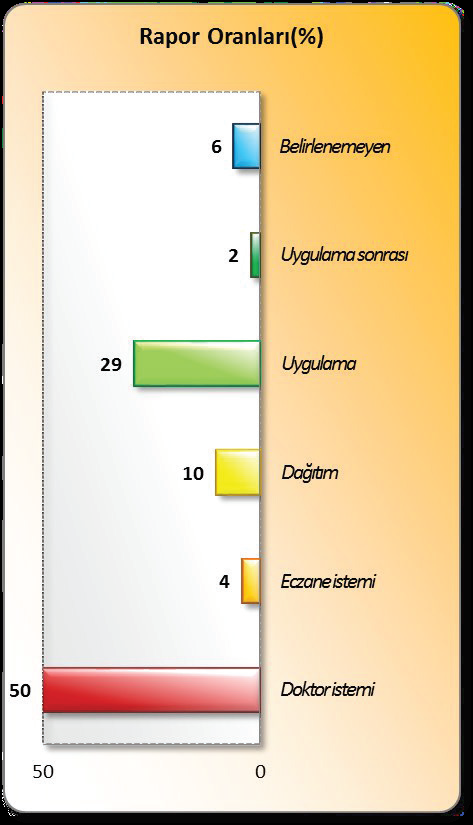 Rapor Oranları(%)
6 Belirlenemeyen
2 Uygulama sonrası
29 Uygulama
10 Dağıtım
4 Eczane istemi
50 Doktor istemi
50 0